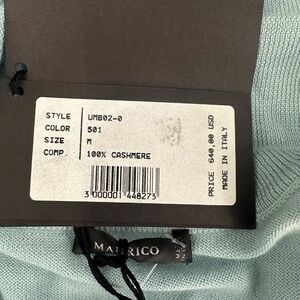 STYLE UMB02-0
COLOR 501
SIZE M
COMP. 100% CASHMERE
3 000001 448273
PRICE 640,00 USD
MADE IN ITALY